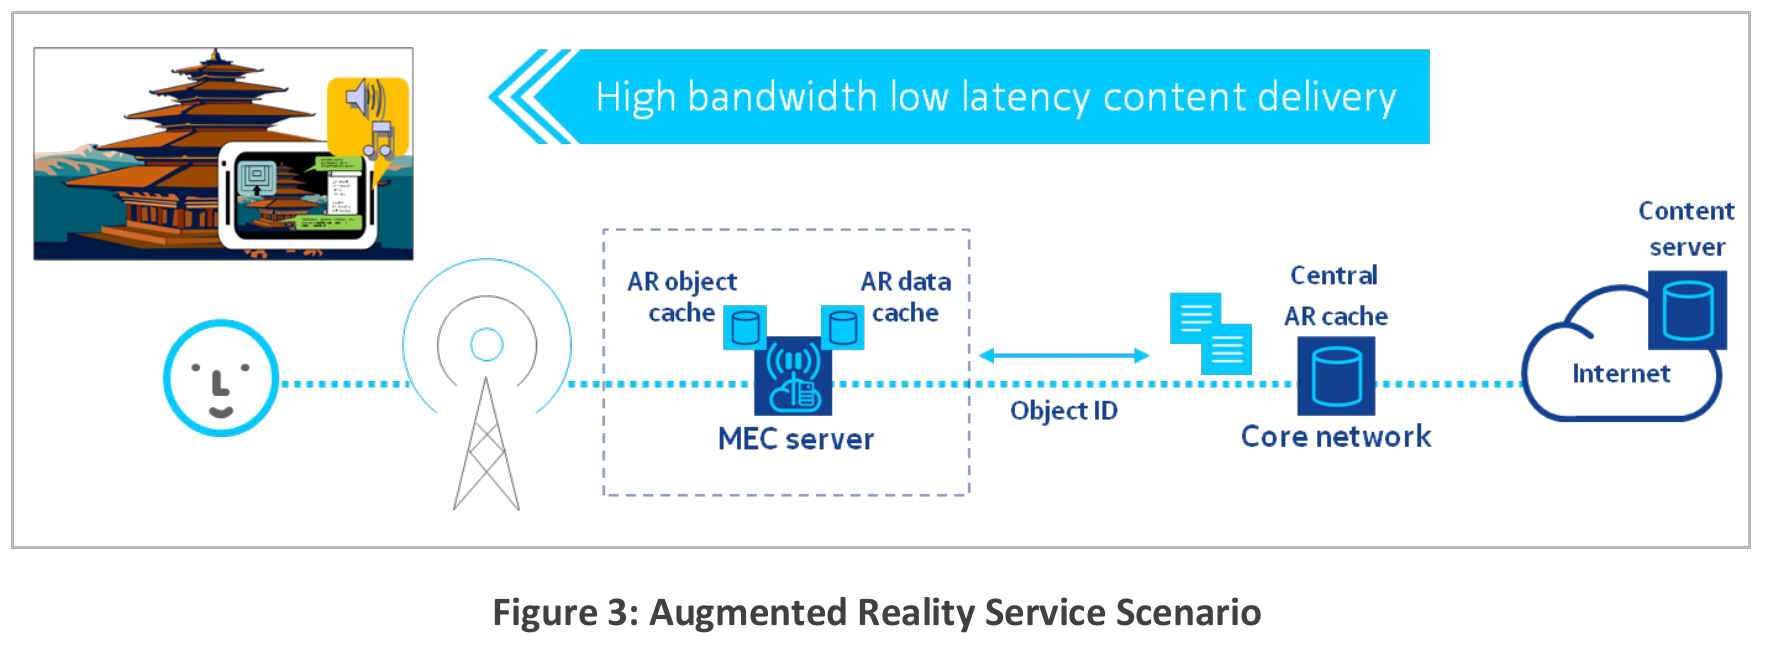 High bandwidth low latency content delivery
Content
server
AR object
cache
AR data
cache
Central
AR cache
Internet
Object ID
MEC server
Core network
Figure 3: Augmented Reality Service Scenario